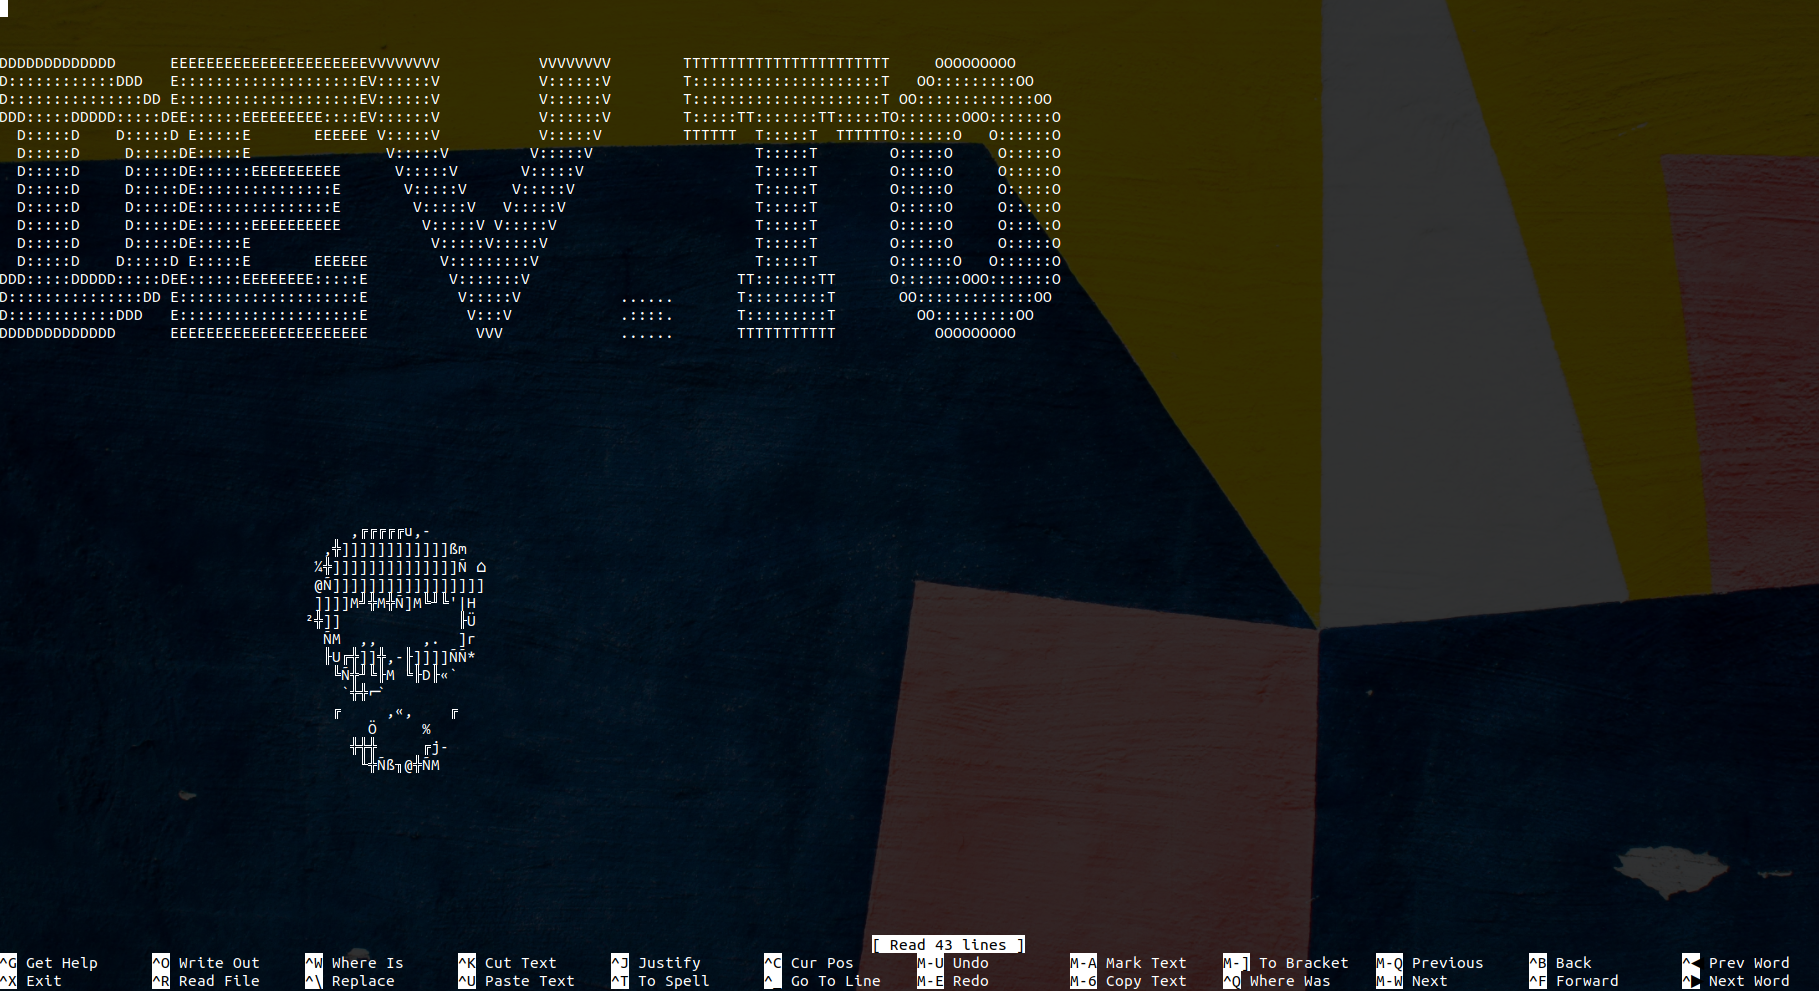 DDDDDDDDDDDDD      EEEEEEEEEEEEEEEEEEEEEEVVVVVVVV           VVVVVVVV        TTTTTTTTTTTTTTTTTTTTTTT     OOOOOOOOO
D::::::::::::DDD   E::::::::::::::::::::EV::::::V           V::::::V        T:::::::::::::::::::::T   OO:::::::::OO
D:::::::::::::::DD E::::::::::::::::::::EV::::::V           V::::::V        T:::::::::::::::::::::T OO:::::::::::::OO
DDD:::::DDDDD:::::DEE::::::EEEEEEEEE::::EV::::::V           V::::::V        T:::::TT:::::::TT:::::TO:::::::OOO:::::::O
  D:::::D    D:::::D E:::::E       EEEEEE V:::::V           V:::::V         TTTTTT  T:::::T  TTTTTTO::::::O   O::::::O
  D:::::D     D:::::DE:::::E               V:::::V         V:::::V                  T:::::T        O:::::O     O:::::O
  D:::::D     D:::::DE::::::EEEEEEEEEE      V:::::V       V:::::V                   T:::::T        O:::::O     O:::::O
  D:::::D     D:::::DE:::::::::::::::E       V:::::V     V:::::V                    T:::::T        O:::::O     O:::::O
  D:::::D     D:::::DE:::::::::::::::E        V:::::V   V:::::V                     T:::::T        O:::::O     O:::::O
  D:::::D     D:::::DE::::::EEEEEEEEEE         V:::::V V:::::V                      T:::::T        O:::::O     O:::::O
  D:::::D     D:::::DE:::::E                    V:::::V:::::V                       T:::::T        O:::::O     O:::::O
  D:::::D    D:::::D E:::::E       EEEEEE        V:::::::::V                        T:::::T        O::::::O   O::::::O
DDD:::::DDDDD:::::DEE::::::EEEEEEEE:::::E         V:::::::V                       TT:::::::TT      O:::::::OOO:::::::O
D:::::::::::::::DD E::::::::::::::::::::E          V:::::V           ......       T:::::::::T       OO:::::::::::::OO
D::::::::::::DDD   E::::::::::::::::::::E           V:::V            .::::.       T:::::::::T         OO:::::::::OO
DDDDDDDDDDDDD      EEEEEEEEEEEEEEEEEEEEEE            VVV             ......       TTTTTTTTTTT           OOOOOOOOO
[ Read 43 lines ]
^G Get Help ^O Write Out ^W Where Is ^K Cut Text ^J Justify ^C Cur Pos M-U Undo M-A Mark Text M-] To Bracket M-Q Previous ^B Back ^◀ Prev Word
^X Exit ^R Read File ^\ Replace ^U Paste Text ^T To Spell ^_ Go To Line M-E Redo M-6 Copy Text ^Q Where Was M-W Next ^F Forward ^▶ Next Word